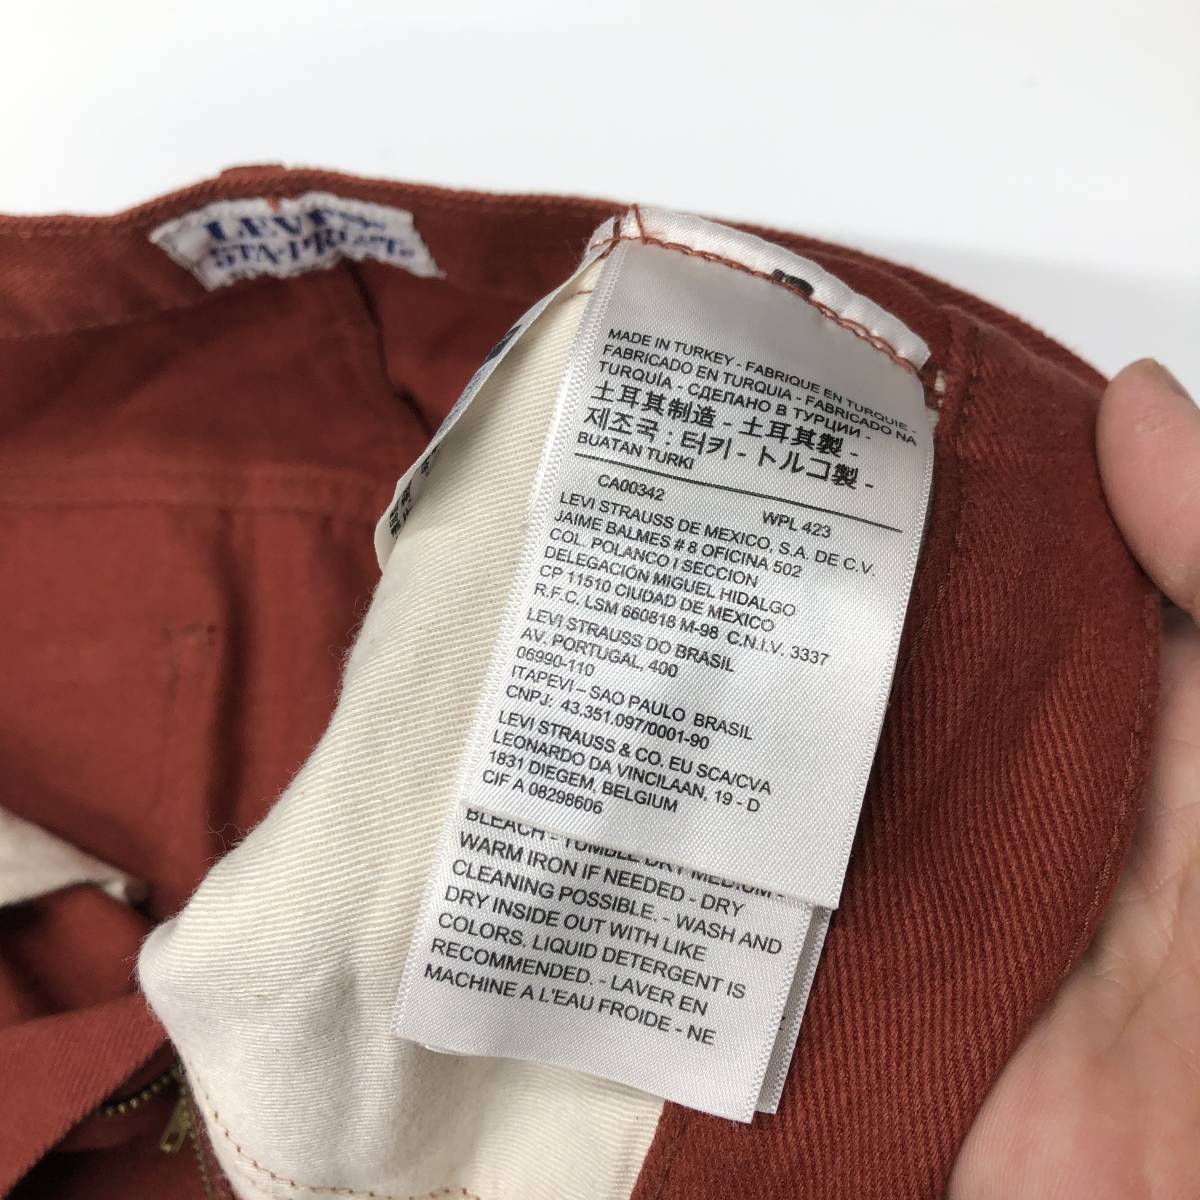 LEVI'S
STA-PREST®
MADE IN TURKEY - FABRIQUE EN TURQUIE -
FABRICADO EN TURQUIA - FABRICADO NA
TURQUÍA - СДЕЛАНО В ТУРЦИИ -
土耳其制造 - 土耳其製 -
제조국 : 터키 - トルコ製 -
BUATAN TURKI
CA00342 WPL 423
LEVI STRAUSS DE MEXICO, S.A. DE C.V.
JAIME BALMES # 8 OFICINA 502
COL. POLANCO I SECCION
DELEGACION MIGUEL HIDALGO
CP 11510 CIUDAD DE MEXICO
R.F.C. LSM 660818 M-98 C.N.I.V. 3337
LEVI STRAUSS DO BRASIL
AV. PORTUGAL, 400
06990-110
ITAPEVI – SAO PAULO BRASIL
CNPJ: 43.351.097/0001-90
LEVI STRAUSS & CO. EU SCA/CVA
LEONARDO DA VINCILAAN, 19 - D
1831 DIEGEM, BELGIUM
CIF A 08298606
BLEACH - TUMBLE DRY MEDIUM -
WARM IRON IF NEEDED - DRY
CLEANING POSSIBLE. - WASH AND
DRY INSIDE OUT WITH LIKE
COLORS. LIQUID DETERGENT IS
RECOMMENDED. - LAVER EN
MACHINE A L'EAU FROIDE - NE